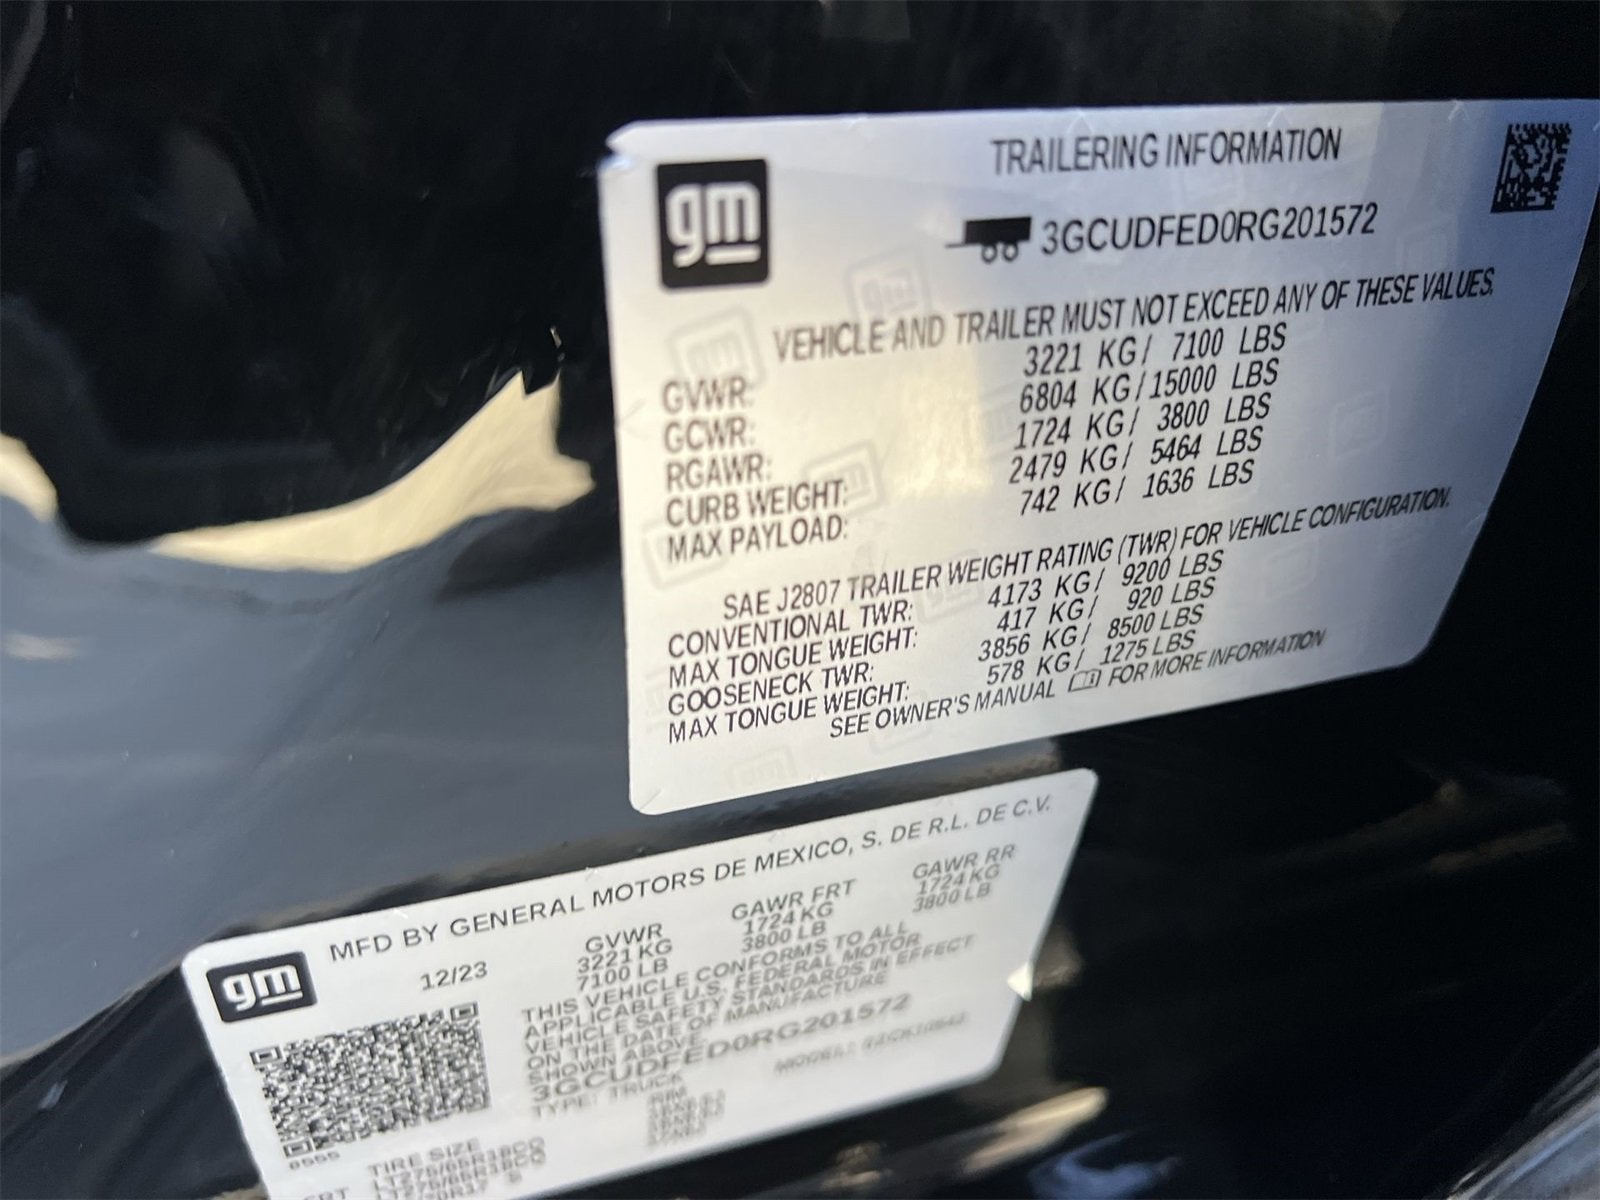 gm
TRAILERING INFORMATION
3GCUDFED0RG201572
VEHICLE AND TRAILER MUST NOT EXCEED ANY OF THESE VALUES.
GVWR: 3221 KG/ 7100 LBS
GCWR: 6804 KG/15000 LBS
RGAWR: 1724 KG/ 3800 LBS
CURB WEIGHT: 2479 KG/ 5464 LBS
MAX PAYLOAD: 742 KG/ 1636 LBS
SAE J2807 TRAILER WEIGHT RATING (TWR) FOR VEHICLE CONFIGURATION.
CONVENTIONAL TWR: 4173 KG/ 9200 LBS
MAX TONGUE WEIGHT: 417 KG/ 920 LBS
GOOSENECK TWR: 3856 KG/ 8500 LBS
MAX TONGUE WEIGHT: 578 KG/ 1275 LBS
SEE OWNER'S MANUAL FOR MORE INFORMATION
gm
MFD BY GENERAL MOTORS DE MEXICO, S. DE R.L. DE C.V.
12/23 GVWR GAWR FRT GAWR RR
3221 KG 1724 KG 1724 KG
7100 LB 3800 LB 3800 LB
THIS VEHICLE CONFORMS TO ALL
APPLICABLE U.S. FEDERAL MOTOR
VEHICLE SAFETY STANDARDS IN EFFECT
ON THE DATE OF MANUFACTURE
SHOWN ABOVE.
3GCUDFED0RG201572
TYPE: TRUCK MODEL:
8555
TIRE SIZE RIM
LT275/65R18CQ
LT275/65R18CQ